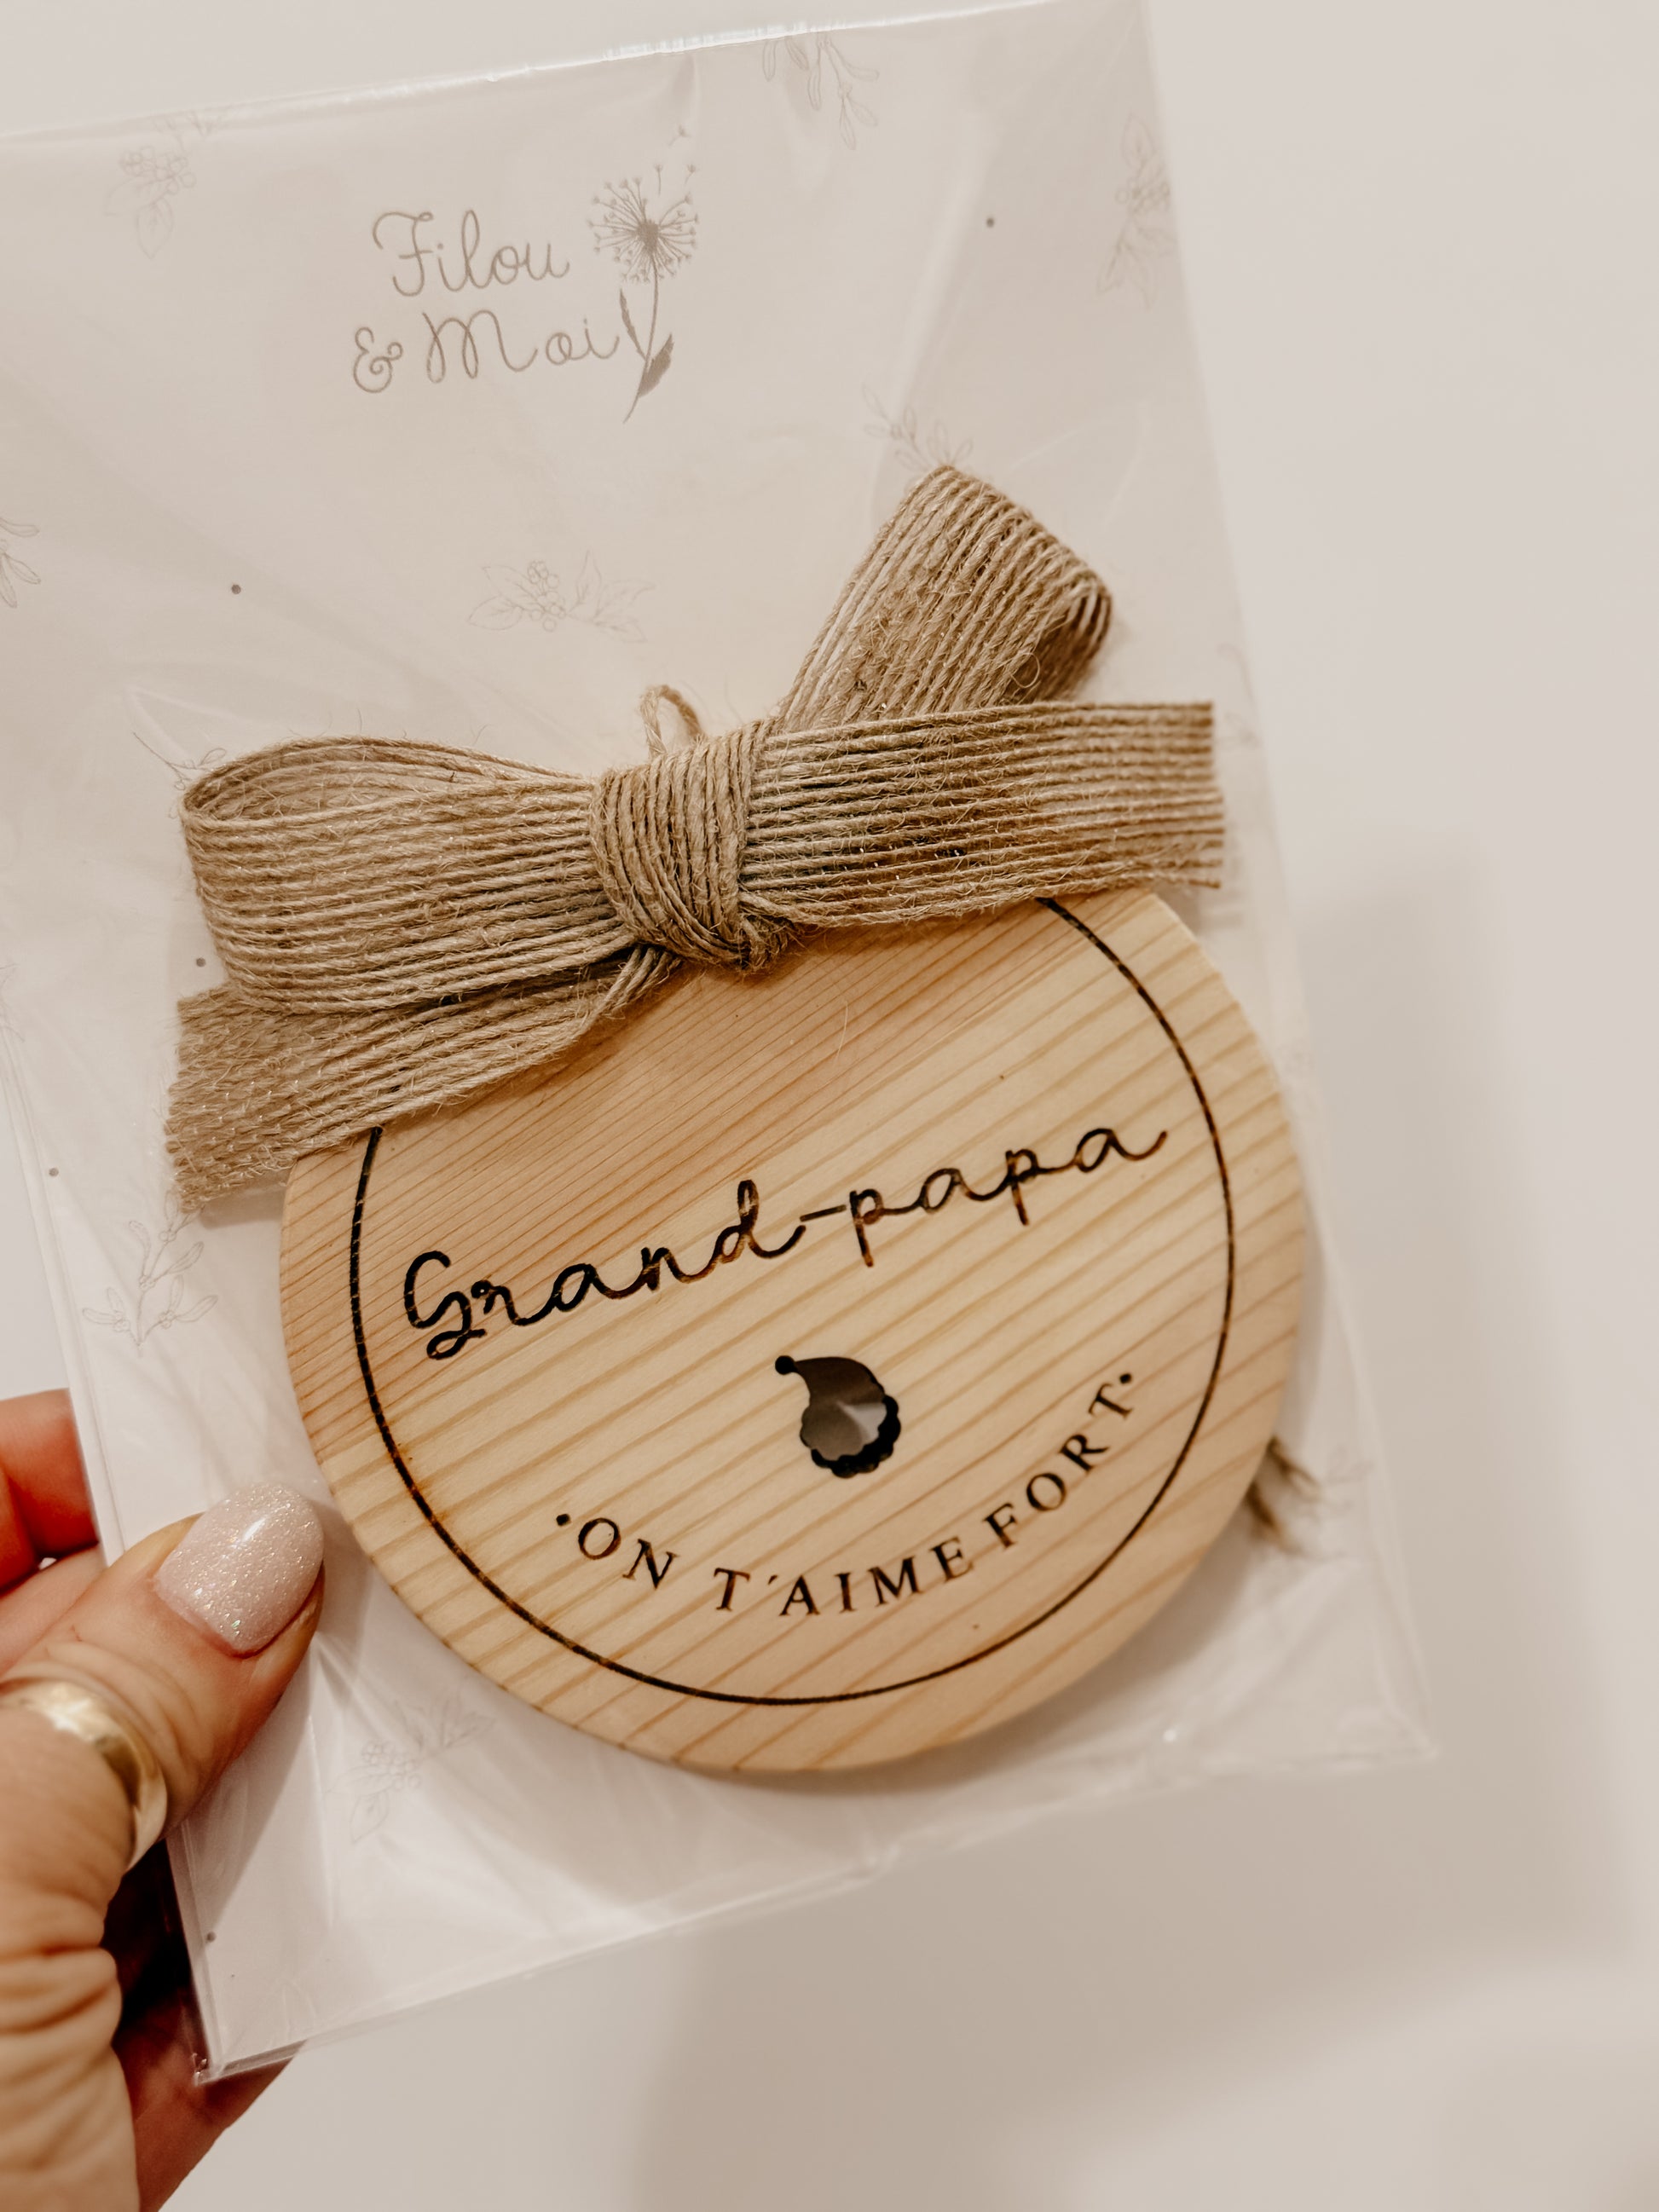 Filou
& Moi
Grand-papa
•ON T'AIME FORT•